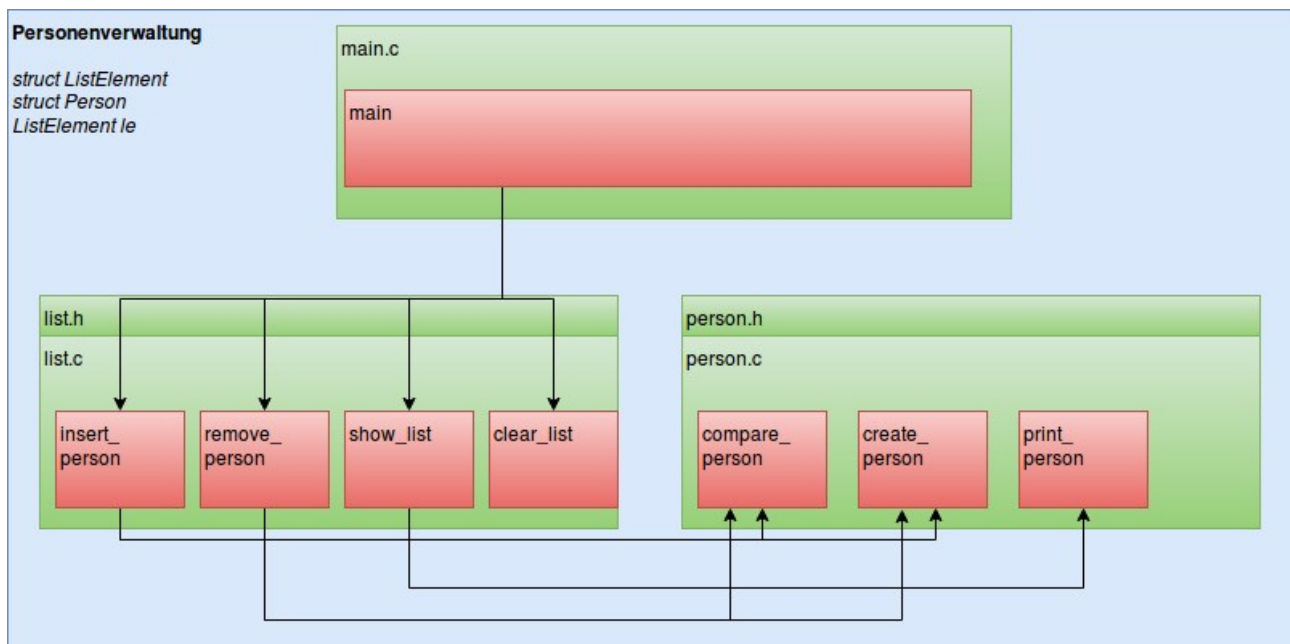 Personenverwaltung
struct ListElement
struct Person
ListElement le
main.c
main
list.h
list.c
insert_
person
remove_
person
show_list
clear_list
person.h
person.c
compare_
person
create_
person
print_
person